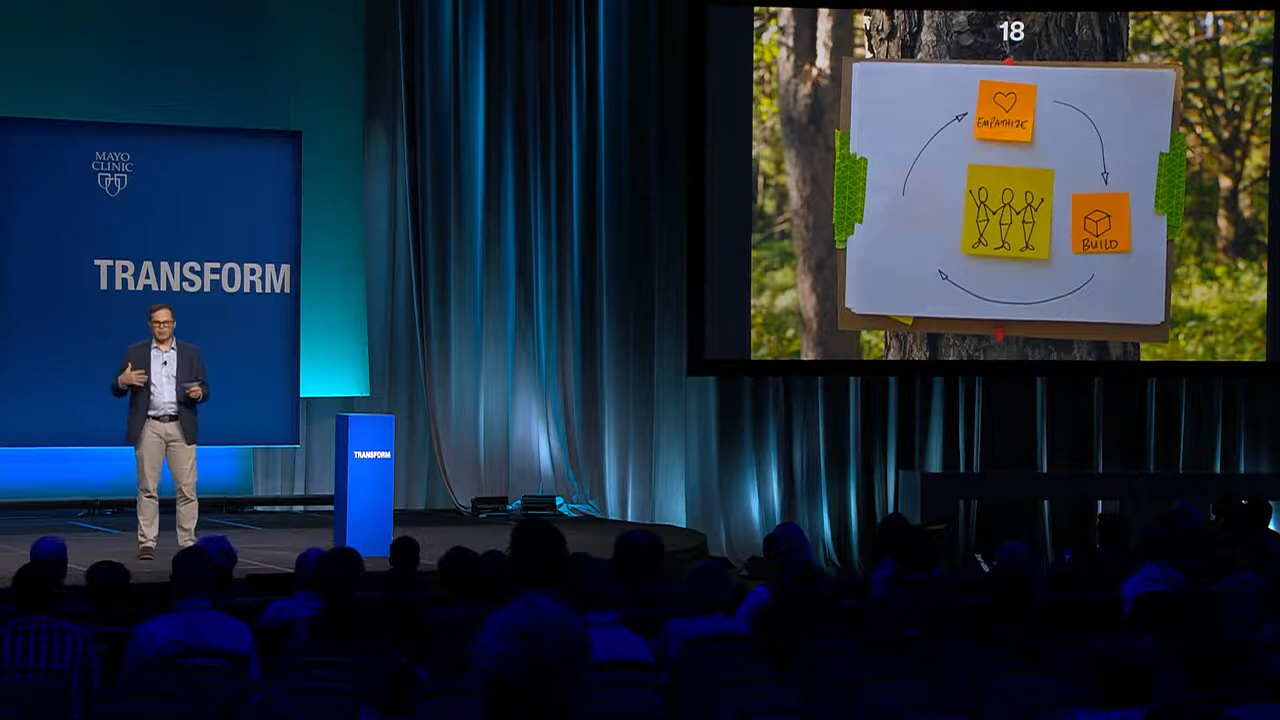 MAYO
CLINIC
TRANSFORM
TRANSFORM
18
EMPATHIZE
BUILD